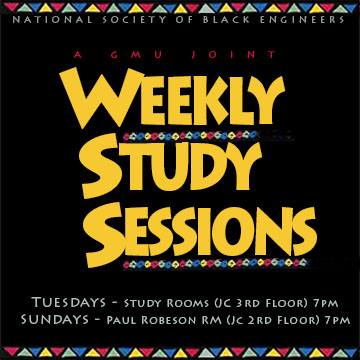 NATIONAL SOCIETY OF BLACK ENGINEERS
A GMU JOINT
WEEKLY
STUDY
SESSIONS
TUESDAYS - STUDY ROOMS (JC 3RD FLOOR) 7PM
SUNDAYS - PAUL ROBESON RM (JC 2RD FLOOR) 7PM